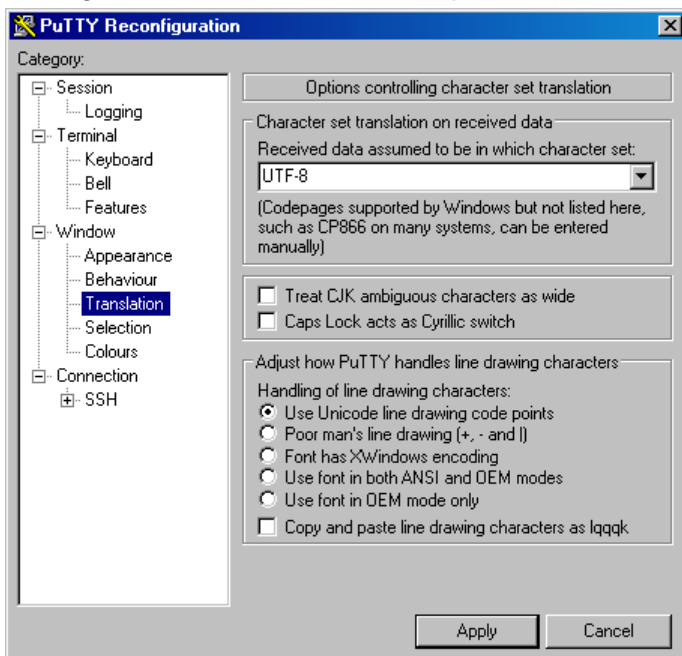 PuTTY Reconfiguration
Category:
Session
Logging
Terminal
Keyboard
Bell
Features
Window
Appearance
Behaviour
Translation
Selection
Colours
Connection
SSH
Options controlling character set translation
Character set translation on received data
Received data assumed to be in which character set:
UTF-8
(Codepages supported by Windows but not listed here,
such as CP866 on many systems, can be entered
manually)
Treat CJK ambiguous characters as wide
Caps Lock acts as Cyrillic switch
Adjust how PuTTY handles line drawing characters
Handling of line drawing characters:
Use Unicode line drawing code points
Poor man's line drawing (+, - and |)
Font has XWindows encoding
Use font in both ANSI and OEM modes
Use font in OEM mode only
Copy and paste line drawing characters as lqqqk
Apply
Cancel